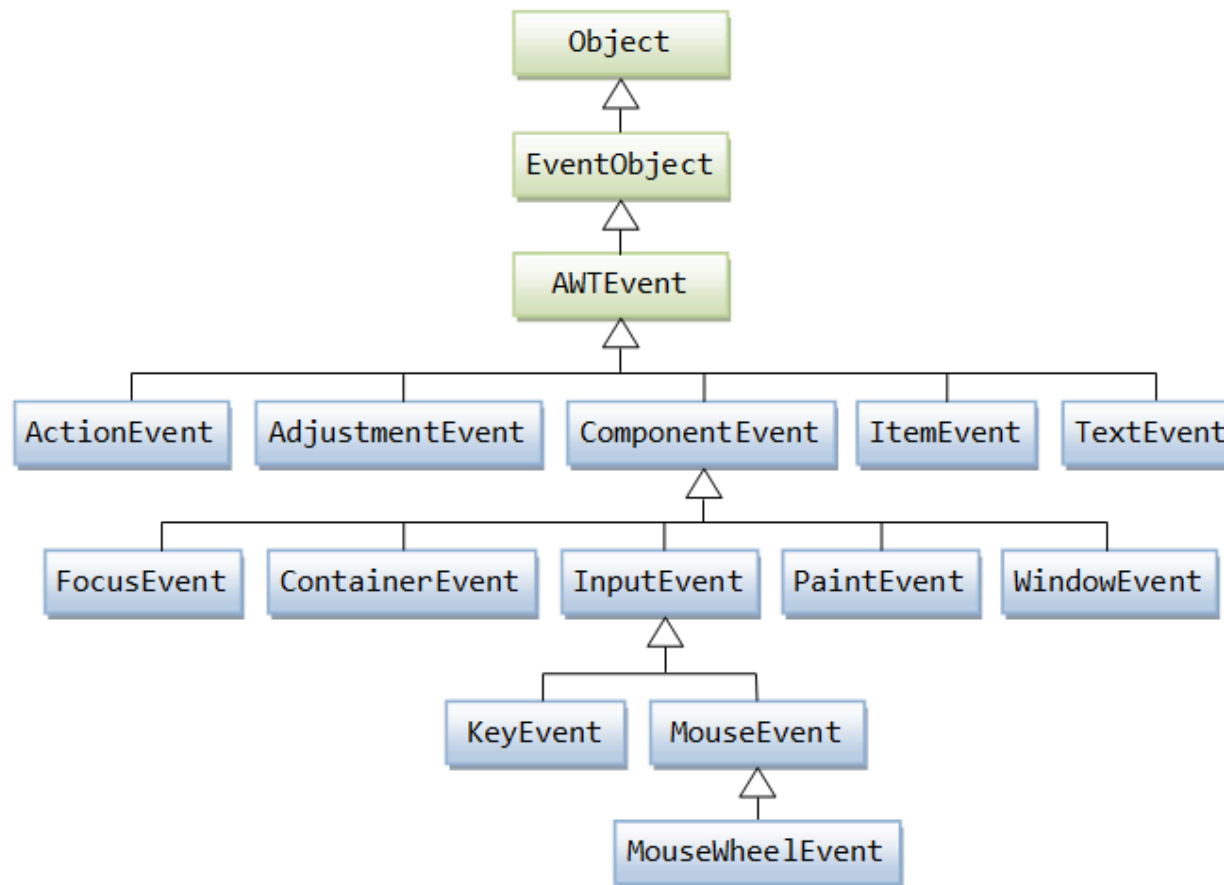 Object
EventObject
AWTEvent
ActionEvent AdjustmentEvent ComponentEvent ItemEvent TextEvent
FocusEvent ContainerEvent InputEvent PaintEvent WindowEvent
KeyEvent MouseEvent
MouseWheelEvent